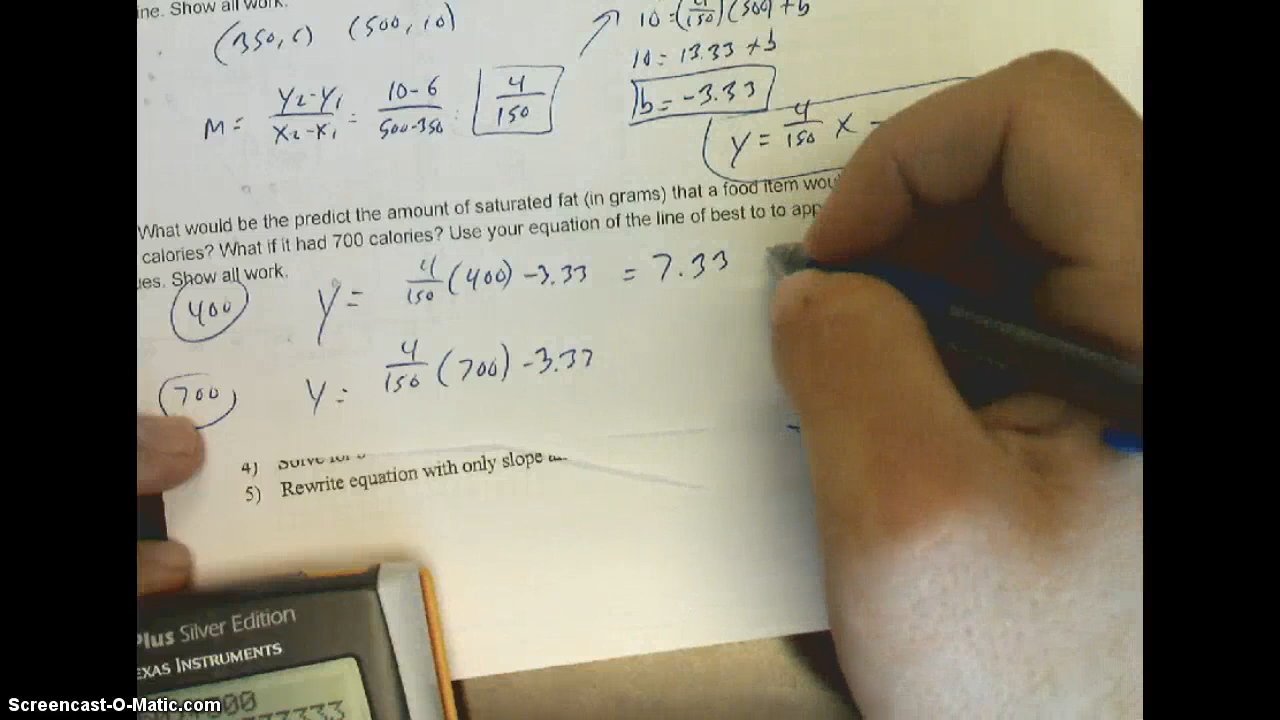 ine. Show all work.
(350, 6) (500, 10)
10 = (4/150)(500) + b
10 = 13.33 + b
b = -3.33
M = Y2-Y1/X2-X1 = 10-6/500-350 : 4/150
y = 4/150 x -
What would be the predict the amount of saturated fat (in grams) that a food item woul
calories? What if it had 700 calories? Use your equation of the line of best to to app
ues. Show all work.
400 Y = 4/150 (400) -3.33 = 7.33
700 Y = 4/150 (700) -3.33
4) Solve for
5) Rewrite equation with only slope
Plus Silver Edition
EXAS INSTRUMENTS
Screencast-O-Matic.com